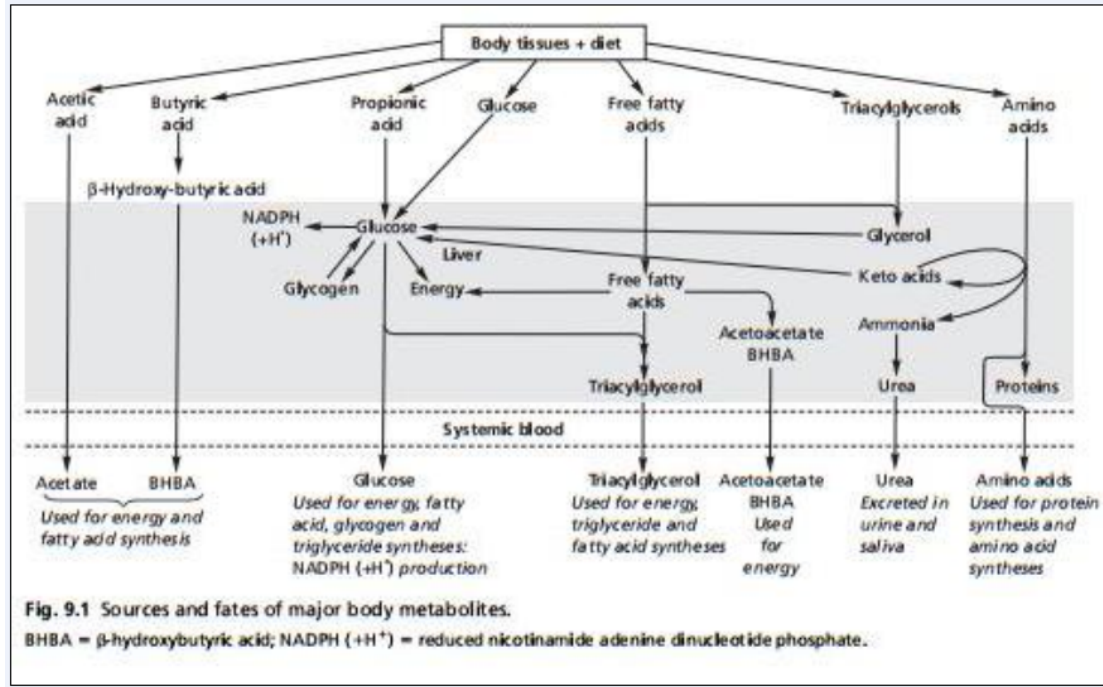 Body tissues + diet
Acetic
acid
Butyric
acid
Propionic
acid
Glucose
Free fatty
acids
Triacylglycerols
Amino
acids
β-Hydroxy-butyric acid
NADPH
(+H⁺)
Glucose
Liver
Glycerol
Keto acids
Glycogen
Energy
Free fatty
acids
Ammonia
Acetoacetate
BHBA
Triacylglycerol
Urea
Proteins
Systemic blood
Acetate
BHBA
Used for energy and
fatty acid synthesis
Glucose
Used for energy, fatty
acid, glycogen and
triglyceride syntheses:
NADPH (+H⁺) production
Triacylglycerol
Used for energy,
triglyceride and
fatty acid syntheses
Acetoacetate
BHBA
Used
for
energy
Urea
Excreted in
urine and
saliva
Amino acids
Used for protein
synthesis and
amino acid
syntheses
Fig. 9.1 Sources and fates of major body metabolites.
BHBA = β-hydroxybutyric acid; NADPH (+H⁺) = reduced nicotinamide adenine dinucleotide phosphate.